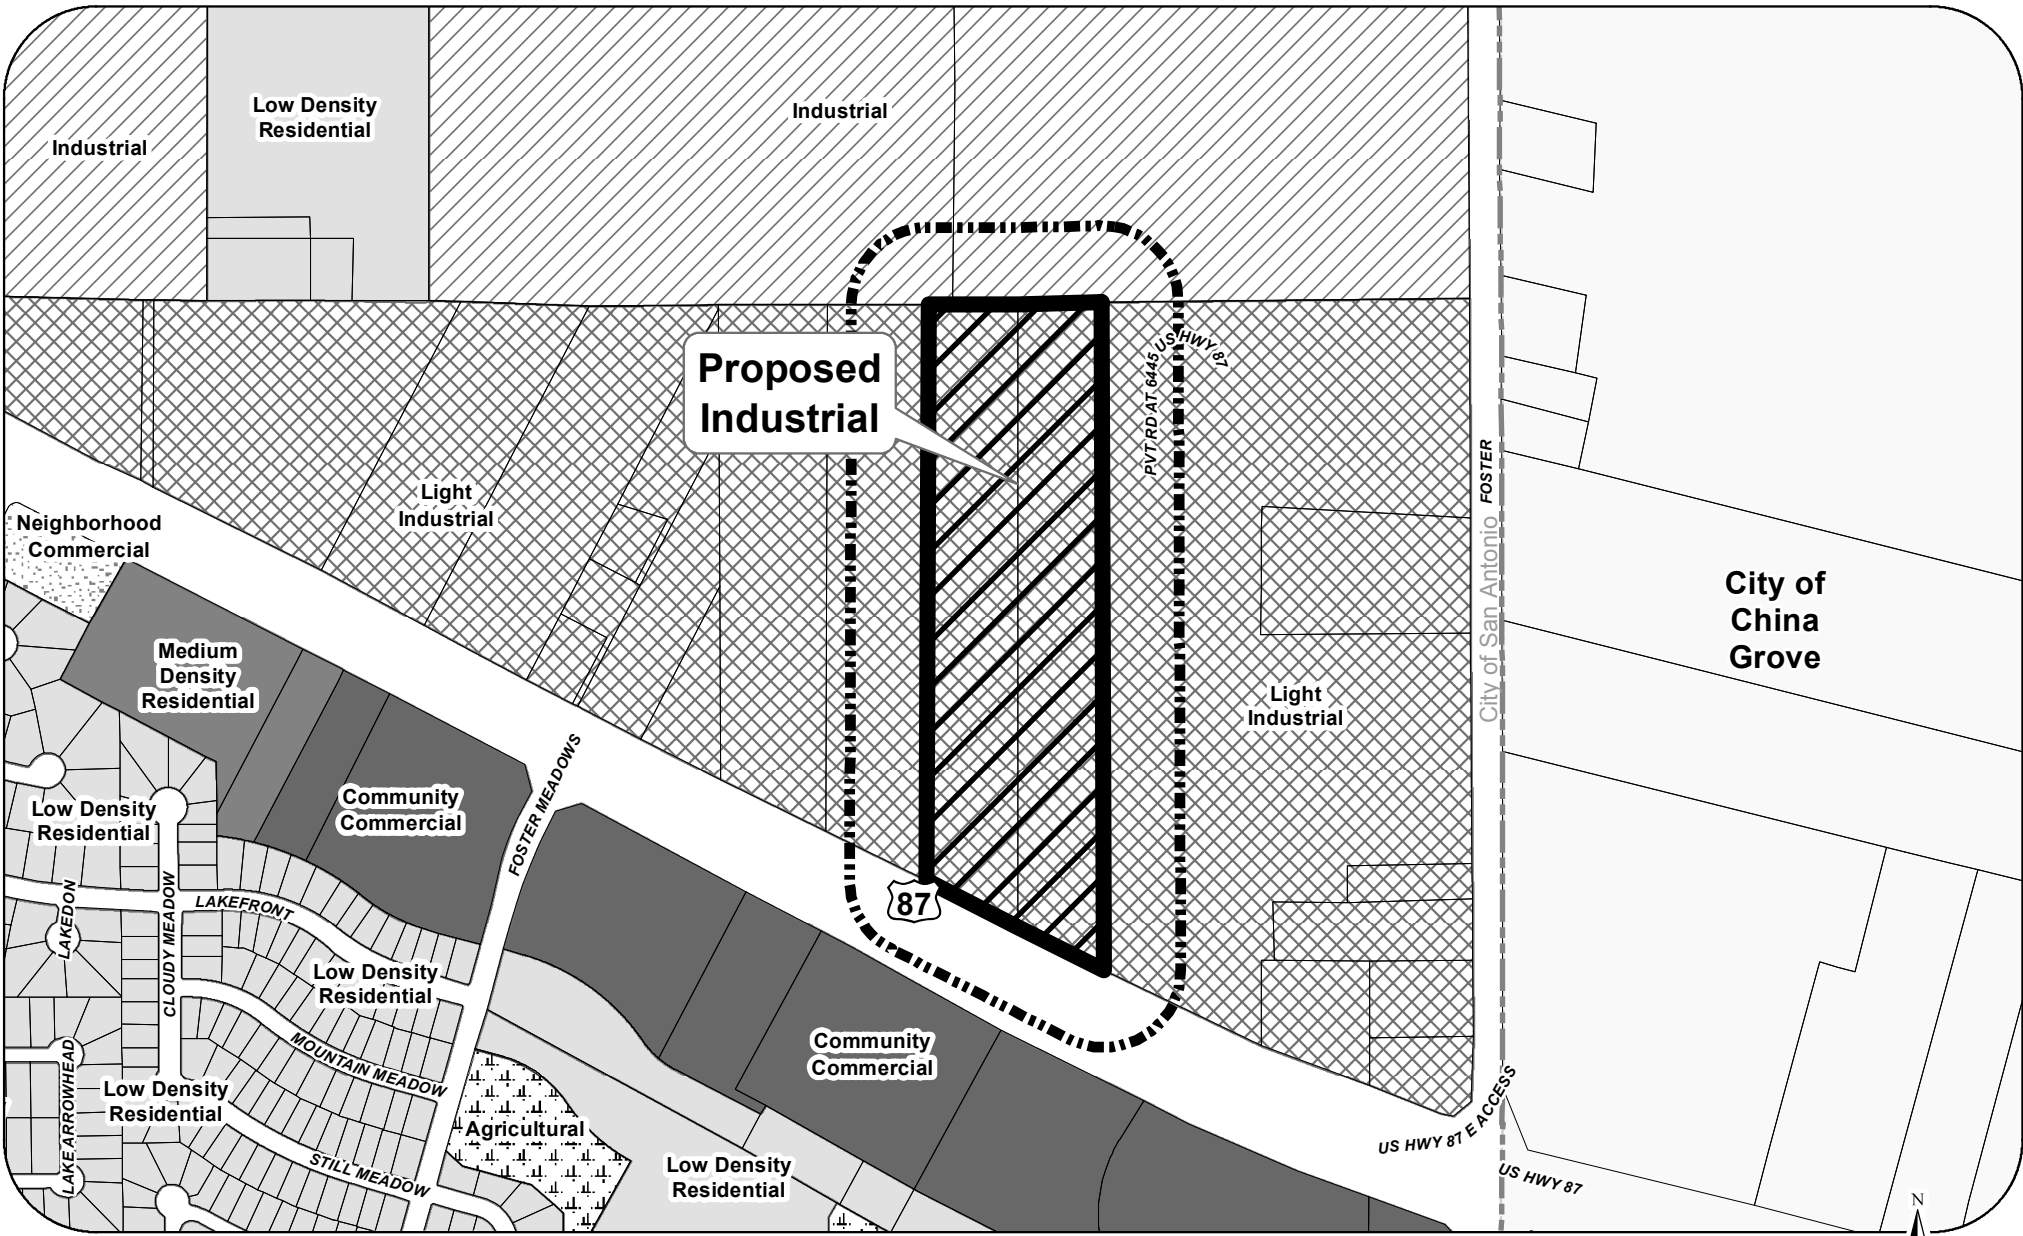 Low Density
Residential
Industrial
Industrial
Proposed
Industrial
PVT RD AT 6445 US HWY 87
FOSTER
City of San Antonio
Light
Industrial
Neighborhood
Commercial
City of
China
Grove
Medium
Density
Residential
Light
Industrial
FOSTER MEADOWS
Community
Commercial
Low Density
Residential
87
LAKEDON
CLOUDY MEADOW
LAKEFRONT
Low Density
Residential
MOUNTAIN MEADOW
Community
Commercial
LAKE ARROWHEAD
Low Density
Residential
Agricultural
US HWY 87 E ACCESS
STILL MEADOW
Low Density
Residential
US HWY 87
N